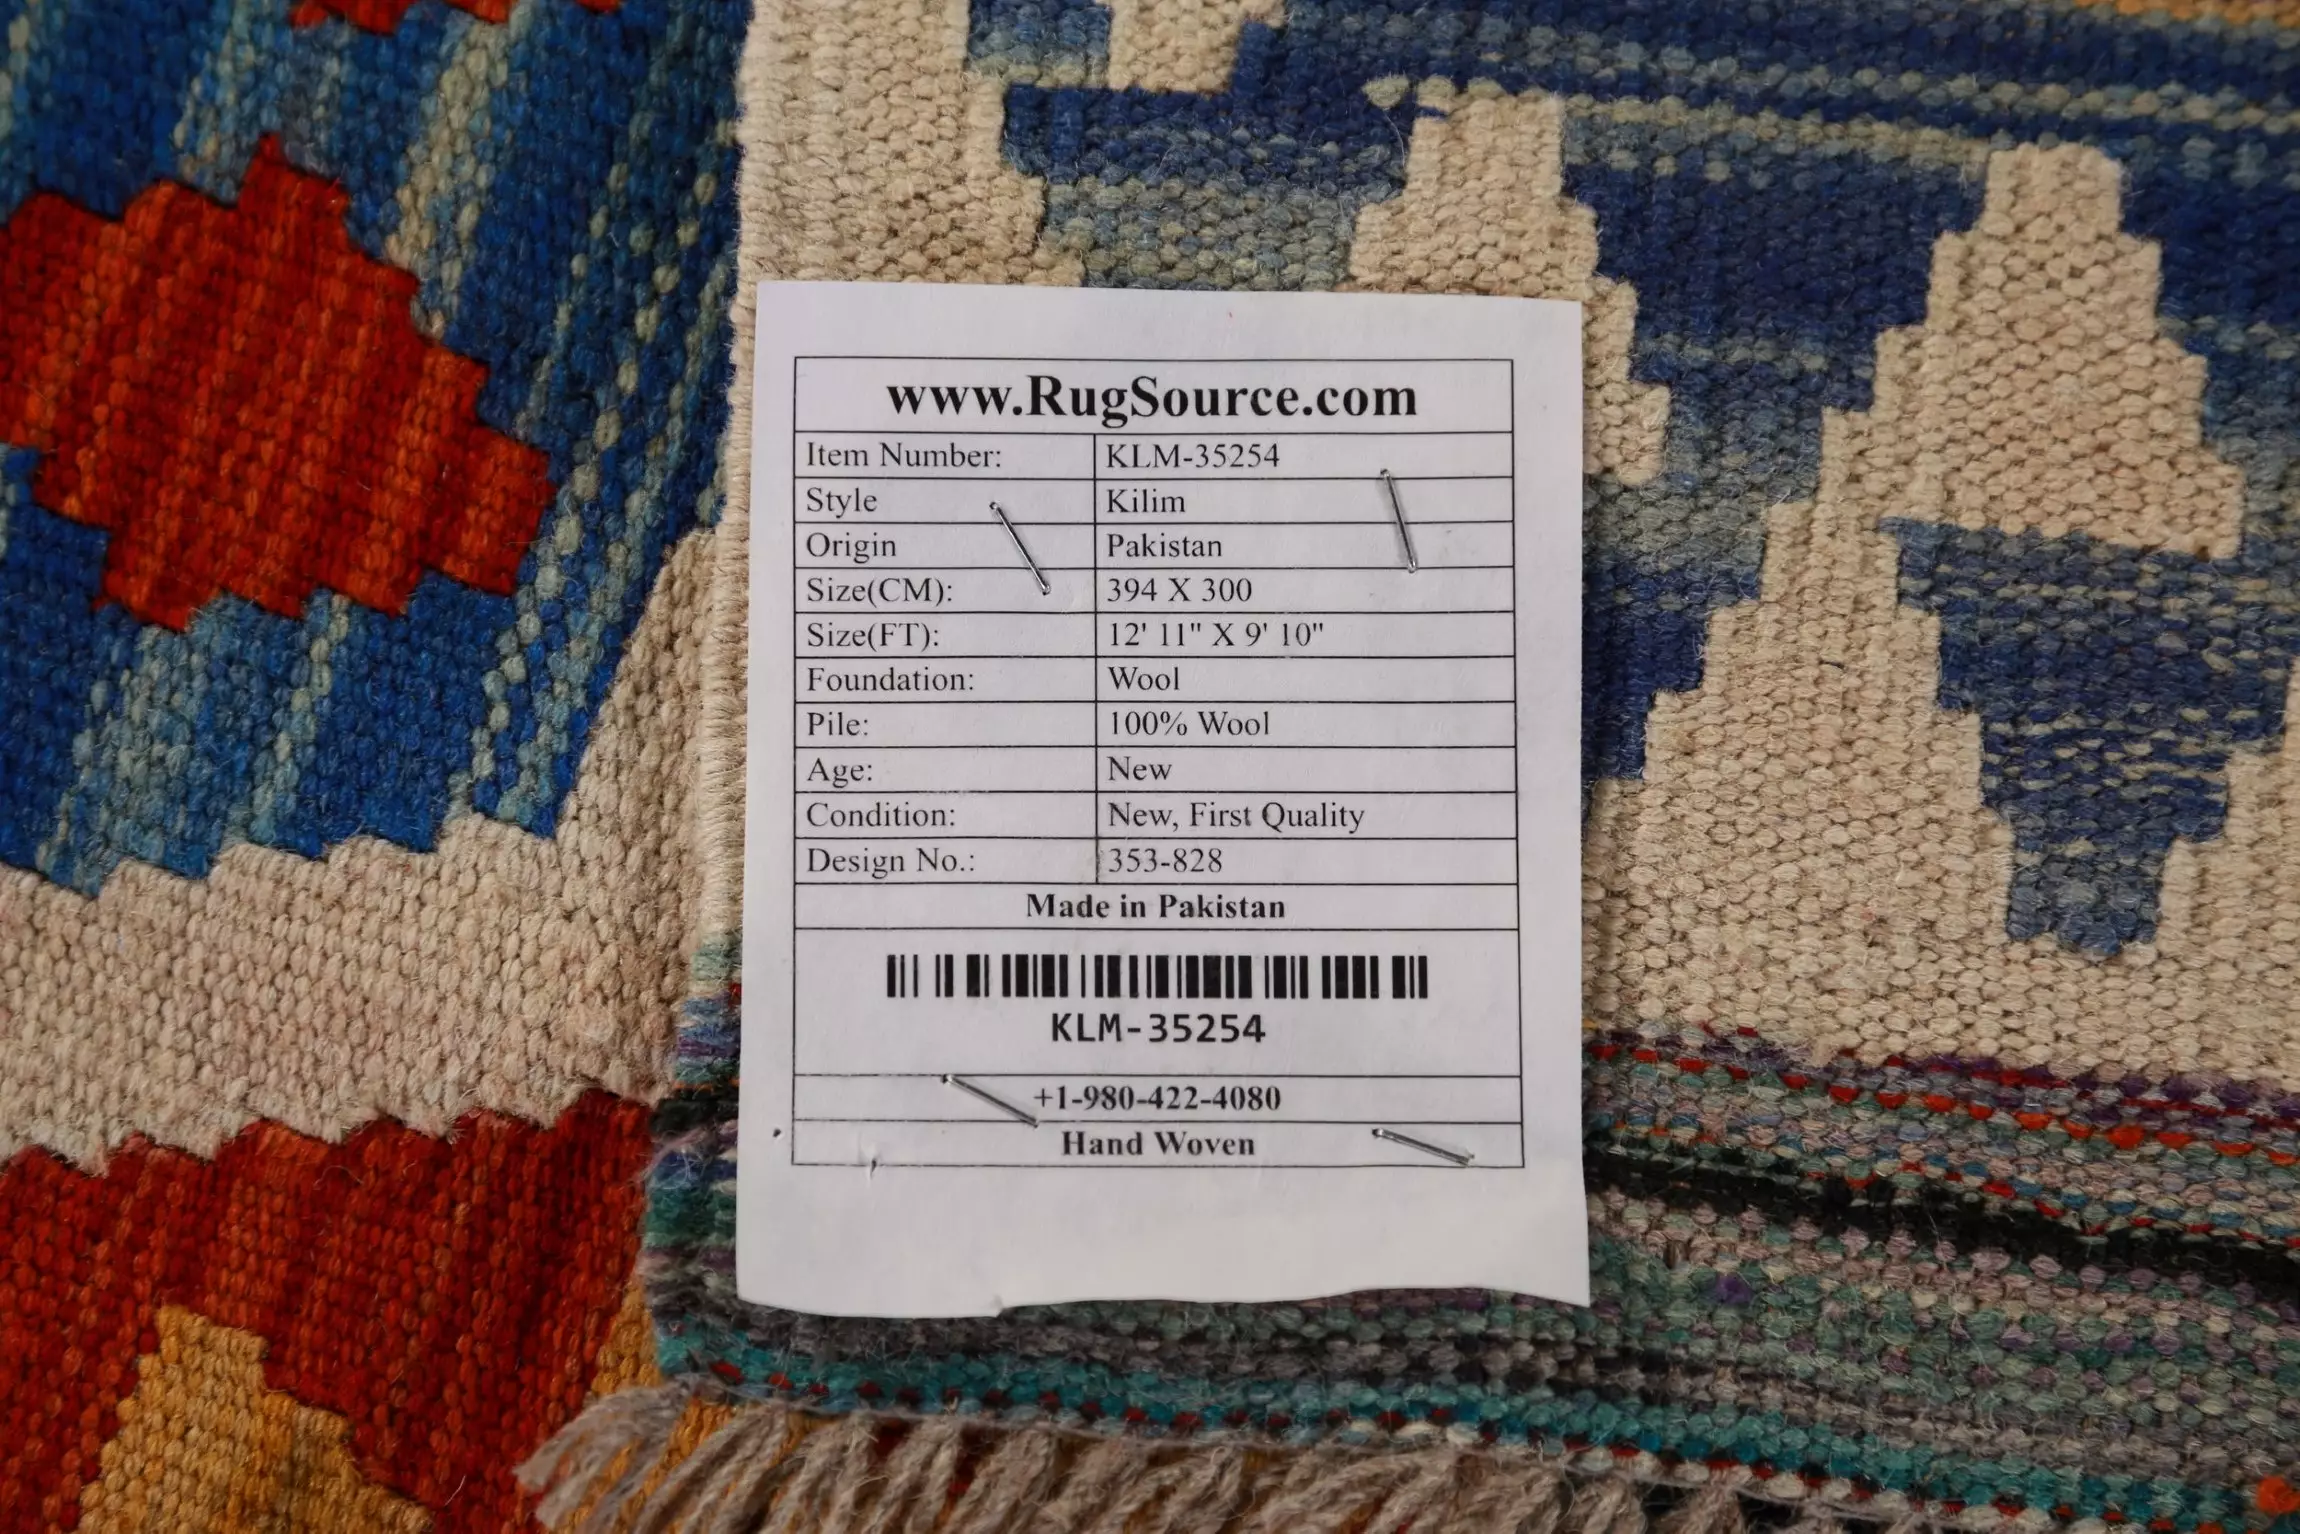 www.RugSource.com
Item Number: KLM-35254
Style Kilim
Origin Pakistan
Size(CM): 394 X 300
Size(FT): 12' 11" X 9' 10"
Foundation: Wool
Pile: 100% Wool
Age: New
Condition: New, First Quality
Design No.: 353-828
Made in Pakistan
KLM-35254
+1-980-422-4080
Hand Woven